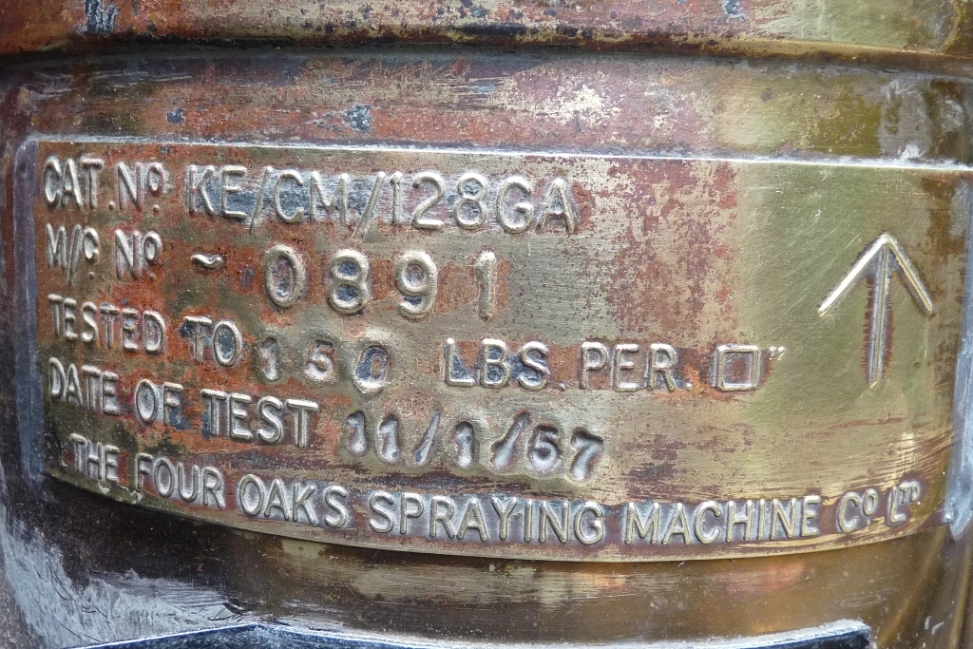 CAT. Nº KE/CM/128GA
M/C Nº - 0891
TESTED TO 150 LBS. PER. □"
DATE OF TEST 11/1/57
THE FOUR OAKS SPRAYING MACHINE Cº LTD